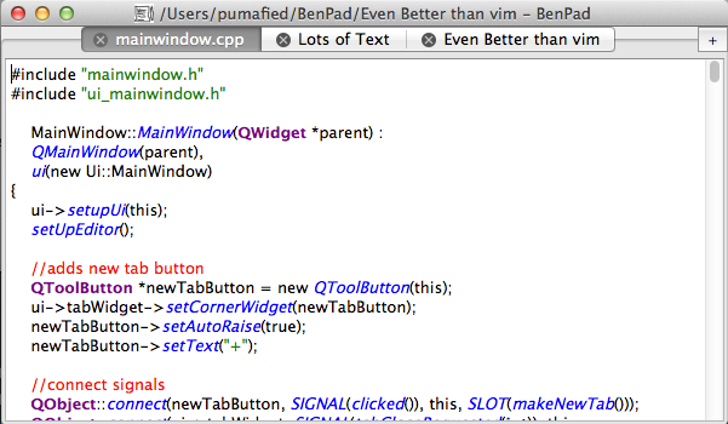 /Users/pumafied/BenPad/Even Better than vim – BenPad
mainwindow.cpp Lots of Text Even Better than vim +
#include "mainwindow.h"
#include "ui_mainwindow.h"
MainWindow::MainWindow(QWidget *parent) :
QMainWindow(parent),
ui(new Ui::MainWindow)
{
ui->setupUi(this);
setUpEditor();
//adds new tab button
QToolButton *newTabButton = new QToolButton(this);
ui->tabWidget->setCornerWidget(newTabButton);
newTabButton->setAutoRaise(true);
newTabButton->setText("+");
//connect signals
QObject::connect(newTabButton, SIGNAL(clicked()), this, SLOT(makeNewTab()));